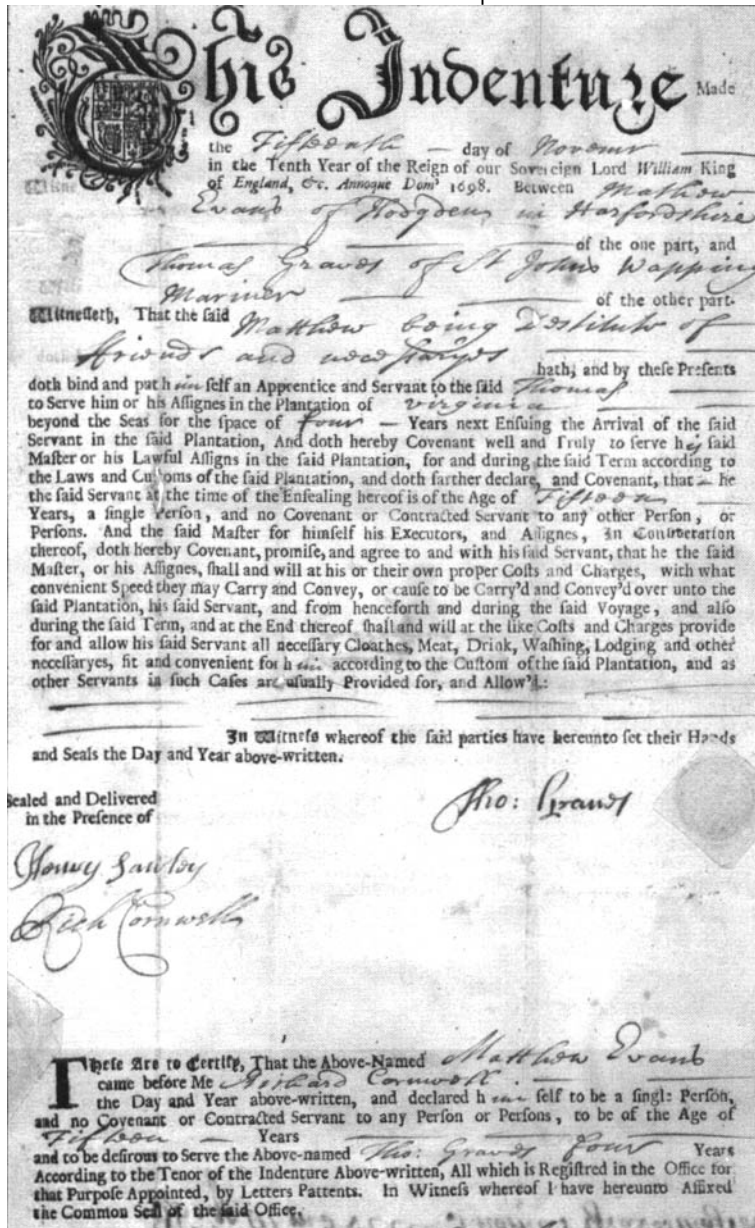 This Indenture Made
the Fifteenth — day of Novemr
in the Tenth Year of the Reign of our Sovereign Lord William King
of England, &c. Annoque Dom' 1698. Between Mathew
Evans of Hodgdens in Harfordshire
of the one part, and
Thomas Graves of St Johns Wapping
Mariner of the other part.
Witnesseth, That the said Matthew being Destitute of
friends and necessaryes hath, and by these Presents
doth bind and put himself an Apprentice and Servant to the said Thomas
to Serve him or his Assignes in the Plantation of virginia
beyond the Seas for the space of four — Years next Ensuing the Arrival of the said
Servant in the said Plantation, And doth hereby Covenant well and Truly to serve his said
Master or his Lawful Assigns in the said Plantation, for and during the said Term according to
the Laws and Customs of the said Plantation, and doth farther declare, and Covenant, that — he
the said Servant at the time of the Ensealing hereof is of the Age of Fifteen
Years, a single Person, and no Covenant or Contracted Servant to any other Person, or
Persons. And the said Master for himself his Executors, and Assignes, In Consideration
thereof, doth hereby Covenant, promise, and agree to and with his said Servant, that he the said
Master, or his Assignes, shall and will at his or their own proper Costs and Charges, with what
convenient Speed they may Carry and Convey, or cause to be Carry'd and Convey'd over unto the
said Plantation, his said Servant, and from henceforth and during the said Voyage, and also
during the said Term, and at the End thereof shall and will at the like Costs and Charges provide
for and allow his said Servant all necessary Cloathes, Meat, Drink, Washing, Lodging and other
necessaryes, fit and convenient for him according to the Custom of the said Plantation, and as
other Servants in such Cases are usually Provided for, and Allow'd:
In Witness whereof the said parties have hereunto set their Hands
and Seals the Day and Year above-written.
Sealed and Delivered
in the Presence of
Tho: Graves
Henry Sawley
Rich Cornwell
These Are to Certify, That the Above-Named Matthew Evans
came before Me Richard Cornwell
the Day and Year above-written, and declared himself to be a single Person,
and no Covenant or Contracted Servant to any Person or Persons, to be of the Age of
Fifteen — Years
and to be desirous to Serve the Above-named Tho: Graves four Years
According to the Tenor of the Indenture Above-written, All which is Registred in the Office for
that Purpose Appointed, by Letters Pattents. In Witness whereof I have hereunto Affixed
the Common Seal of the said Office.